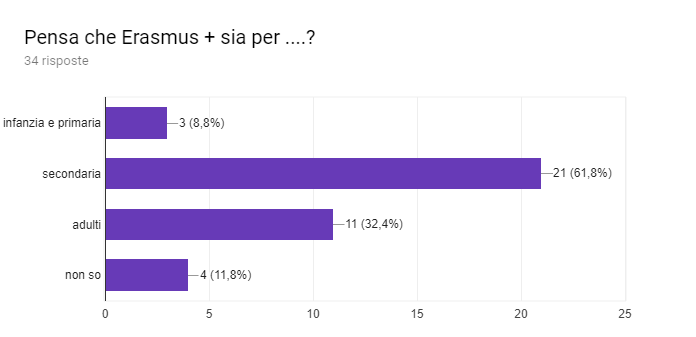 Pensa che Erasmus + sia per ....?
34 risposte
infanzia e primaria 3 (8,8%)
secondaria 21 (61,8%)
adulti 11 (32,4%)
non so 4 (11,8%)
0 5 10 15 20 25